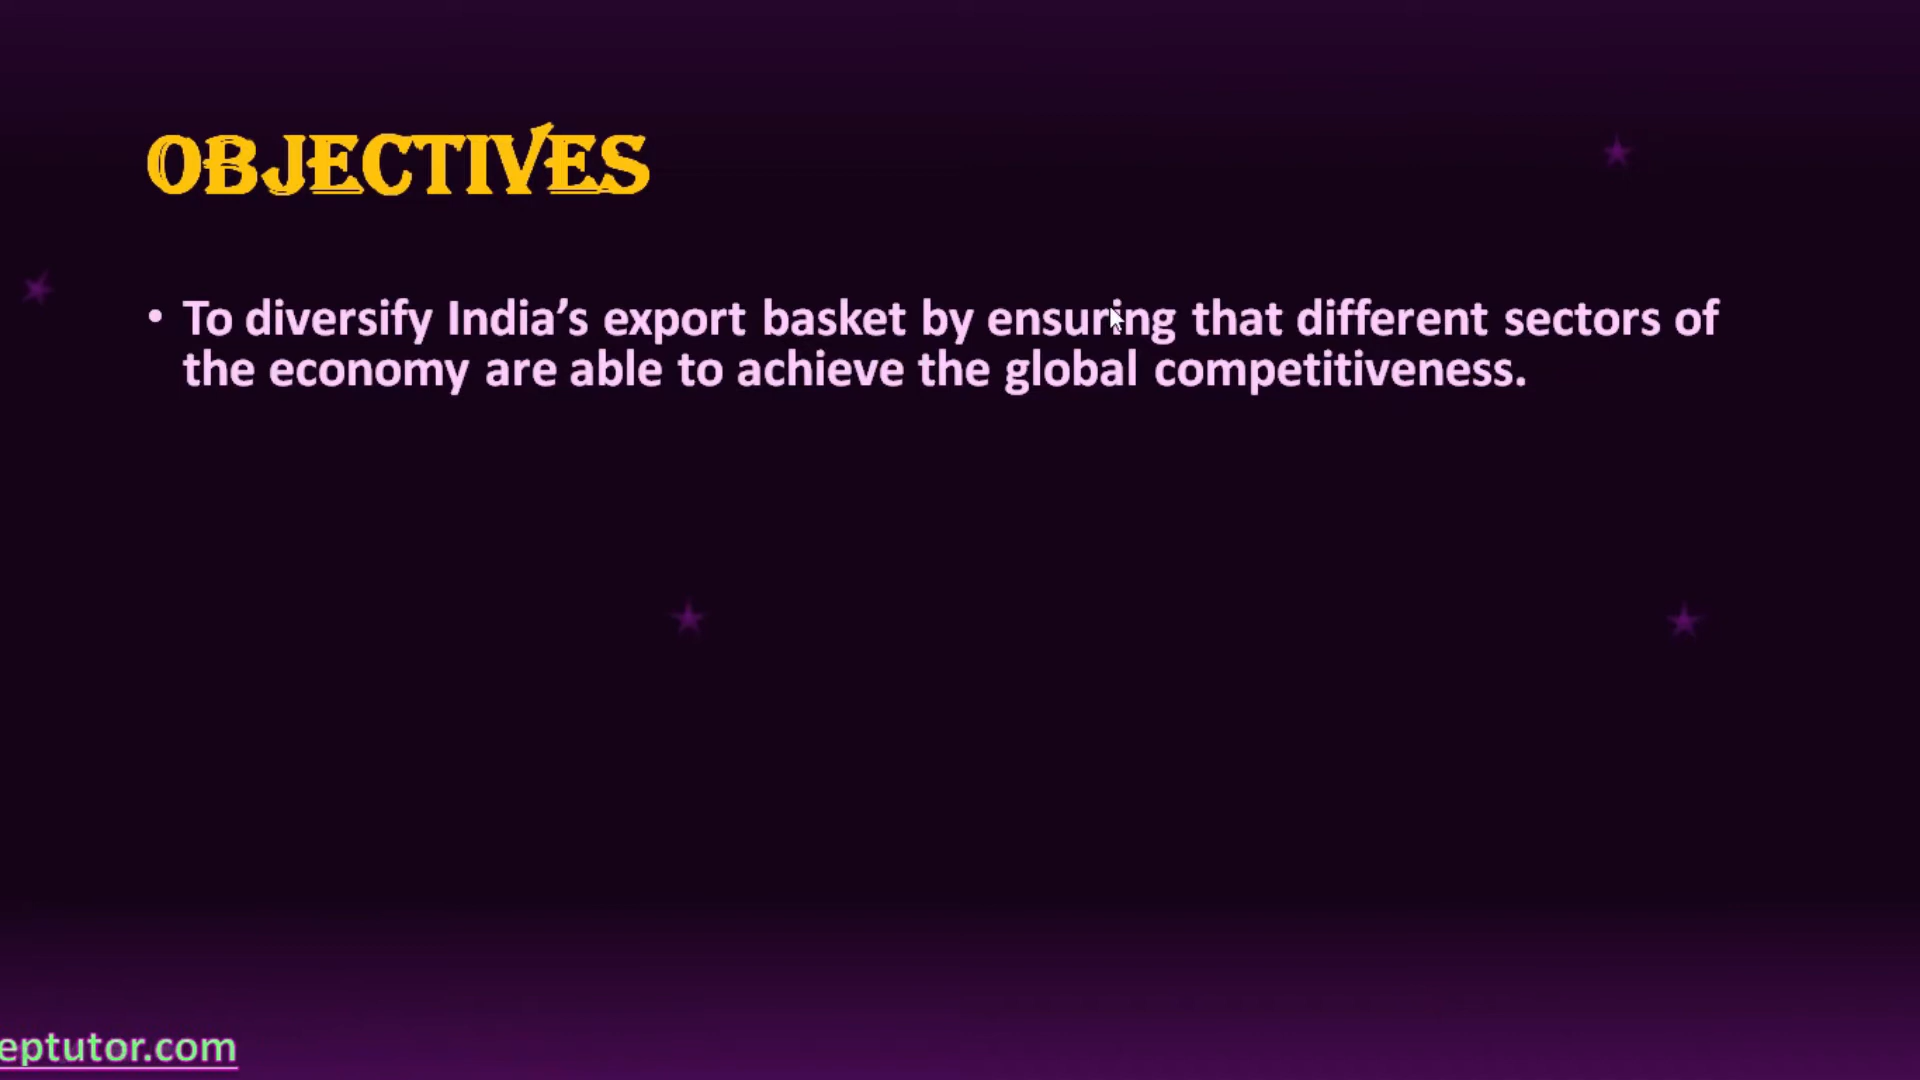 OBJECTIVES
• To diversify India’s export basket by ensuring that different sectors of
the economy are able to achieve the global competitiveness.
eptutor.com